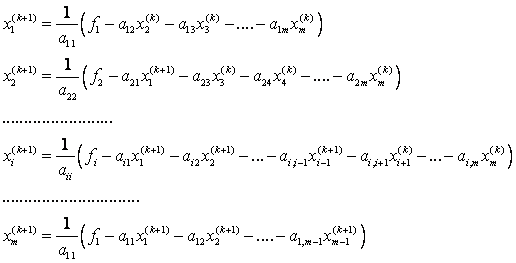 x_1^{(k+1)} = \frac{1}{a_{11}} ( f_1 - a_{12} x_2^{(k)} - a_{13} x_3^{(k)} - .... - a_{1m} x_m^{(k)} )
x_2^{(k+1)} = \frac{1}{a_{22}} ( f_2 - a_{21} x_1^{(k+1)} - a_{23} x_3^{(k)} - a_{24} x_4^{(k)} - .... - a_{2m} x_m^{(k)} )
..........................
x_i^{(k+1)} = \frac{1}{a_{ii}} ( f_i - a_{i1} x_1^{(k+1)} - a_{i2} x_2^{(k+1)} - ... - a_{i,i-1} x_{i-1}^{(k+1)} - a_{i,i+1} x_{i+1}^{(k)} - ... - a_{i,m} x_m^{(k)} )
................................
x_m^{(k+1)} = \frac{1}{a_{11}} ( f_1 - a_{11} x_1^{(k+1)} - a_{12} x_2^{(k+1)} - .... - a_{1,m-1} x_{m-1}^{(k+1)} )